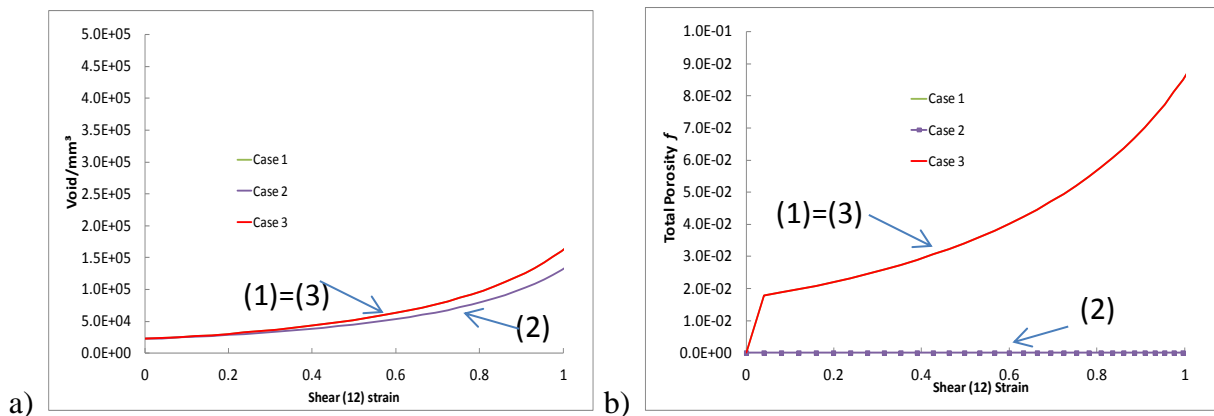 a)
Void/mm³
5.0E+05
4.5E+05
4.0E+05
3.5E+05
3.0E+05
2.5E+05
2.0E+05
1.5E+05
1.0E+05
5.0E+04
0.0E+00
Case 1
Case 2
Case 3
(1)=(3)
(2)
0 0.2 0.4 0.6 0.8 1
Shear (12) strain
b)
Total Porosity f
1.0E-01
9.0E-02
8.0E-02
7.0E-02
6.0E-02
5.0E-02
4.0E-02
3.0E-02
2.0E-02
1.0E-02
0.0E+00
Case 1
Case 2
Case 3
(1)=(3)
(2)
0 0.2 0.4 0.6 0.8 1
Shear (12) Strain